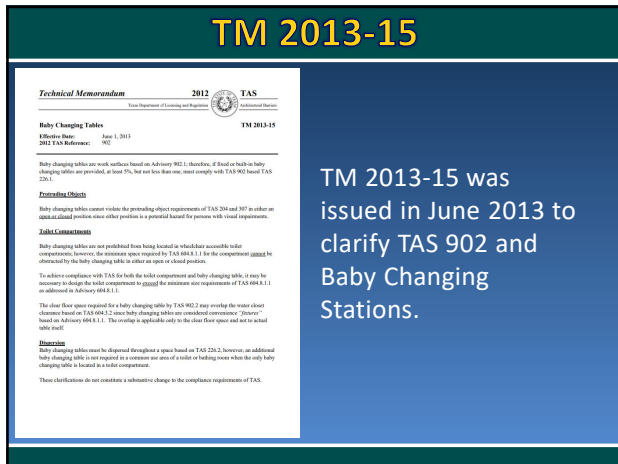 TM 2013-15
Technical Memorandum 2012 TAS
Texas Department of Licensing and Regulation Architectural Barriers
Baby Changing Tables TM 2013-15
Effective Date: June 1, 2013
2012 TAS Reference: 902
Baby changing tables are work surfaces based on Advisory 902.1; therefore, if fixed or built-in baby
changing tables are provided, at least 5%, but not less than one, must comply with TAS 902 based TAS
226.1.
Protruding Objects
Baby changing tables cannot violate the protruding object requirements of TAS 204 and 307 in either an
open or closed position since either position is a potential hazard for persons with visual impairments.
Toilet Compartments
Baby changing tables are not prohibited from being located in wheelchair accessible toilet
compartments; however, the minimum space required by TAS 604.8.1.1 for the compartment cannot be
obstructed by the baby changing table in either an open or closed position.
To achieve compliance with TAS for both the toilet compartment and baby changing table, it may be
necessary to design the toilet compartment to exceed the minimum size requirements of TAS 604.8.1.1
as addressed in Advisory 604.8.1.1.
The clear floor space required for a baby changing table by TAS 902.2 may overlap the water closet
clearance based on TAS 604.3.2 since baby changing tables are considered convenience "fixtures"
based on Advisory 604.8.1.1. The overlap is applicable only to the clear floor space and not to actual
table itself.
Dispersion
Baby changing tables must be dispersed throughout a space based on TAS 226.2, however, an additional
baby changing table is not required in a common use area of a toilet or bathing room when the only baby
changing table is located in a toilet compartment.
These clarifications do not constitute a substantive change to the compliance requirements of TAS.
TM 2013-15 was
issued in June 2013 to
clarify TAS 902 and
Baby Changing
Stations.